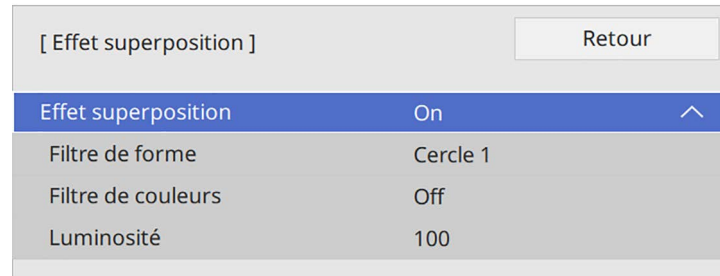 [ Effet superposition ] Retour
Effet superposition On
Filtre de forme Cercle 1
Filtre de couleurs Off
Luminosité 100